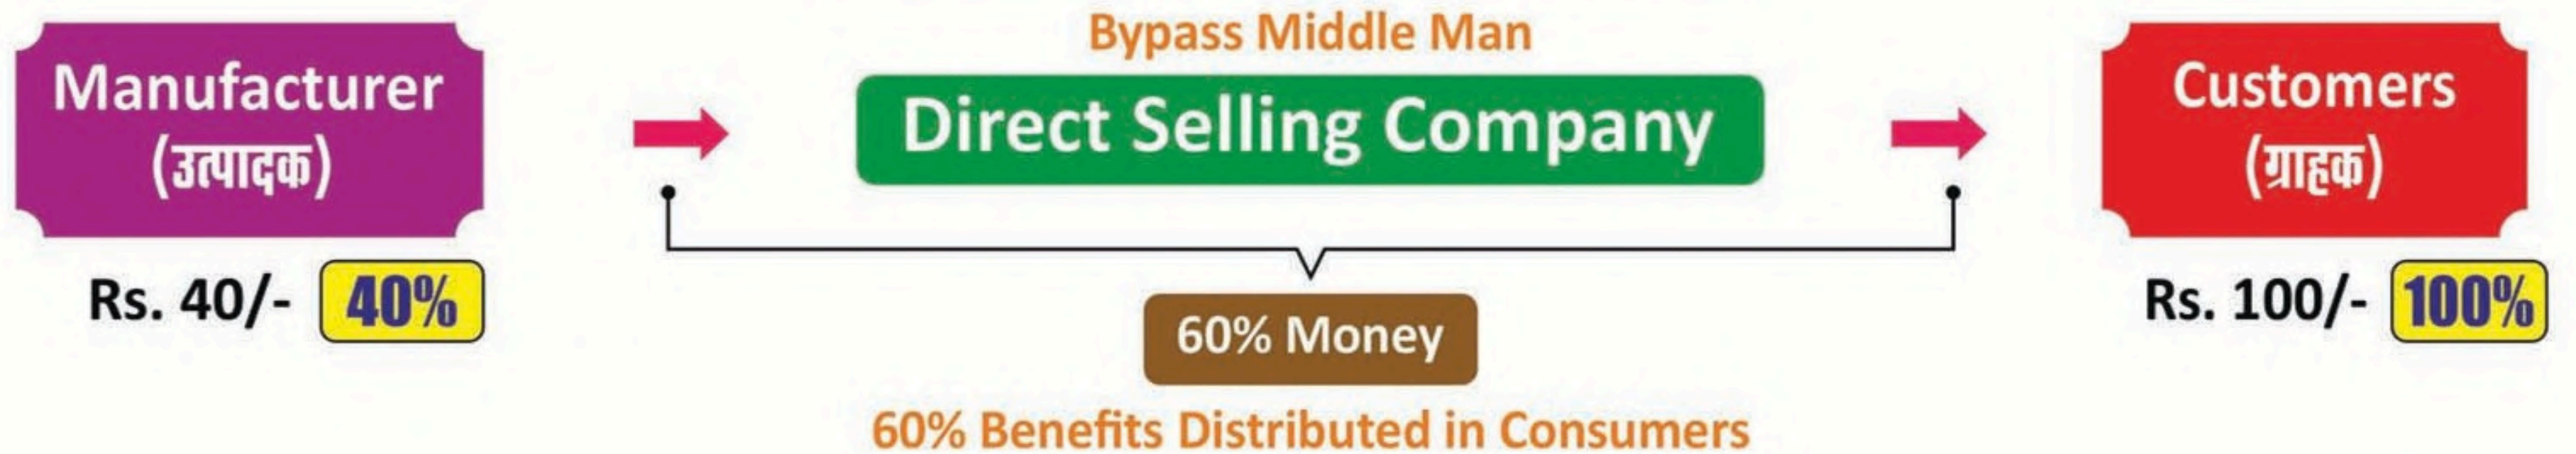 Bypass Middle Man
Manufacturer
(उत्पादक)
Direct Selling Company
Customers
(ग्राहक)
Rs. 40/- 40%
Rs. 100/- 100%
60% Money
60% Benefits Distributed in Consumers